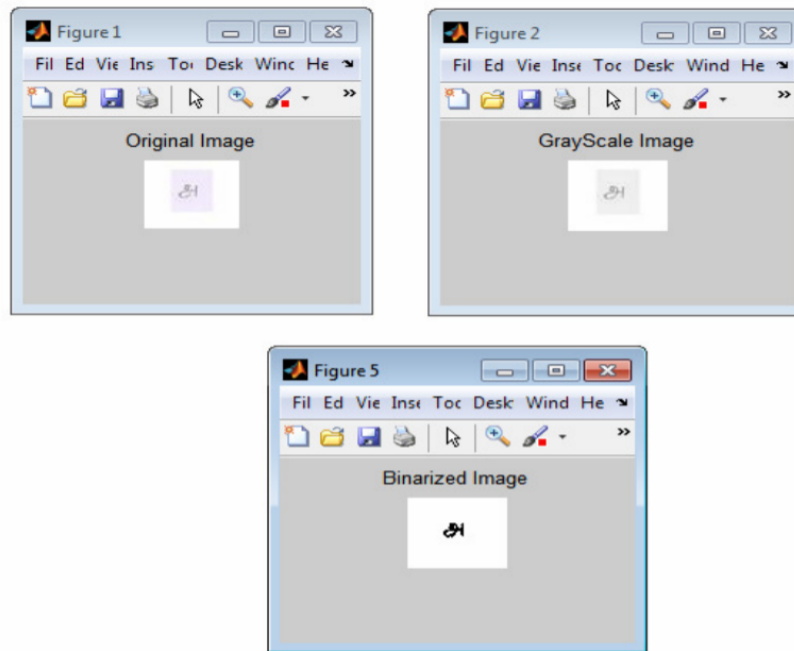 Figure 1
Fil Ed Vie Ins Too Desk Winc He
Original Image
அ
Figure 2
Fil Ed Vie Inse Toc Desk Wind He
GrayScale Image
அ
Figure 5
Fil Ed Vie Inse Toc Desk Wind He
Binarized Image
அ